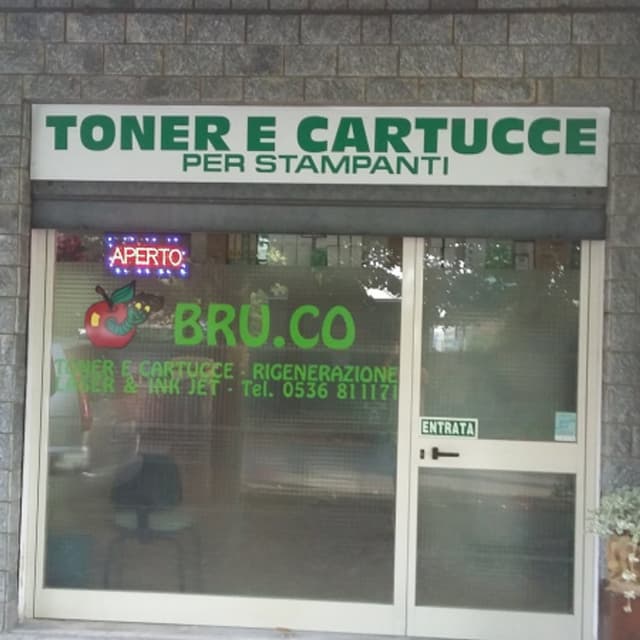 TONER E CARTUCCE
PER STAMPANTI
APERTO
BRU.CO
TONER E CARTUCCE - RIGENERAZIONE
LASER & INK JET - Tel. 0536 811171
ENTRATA